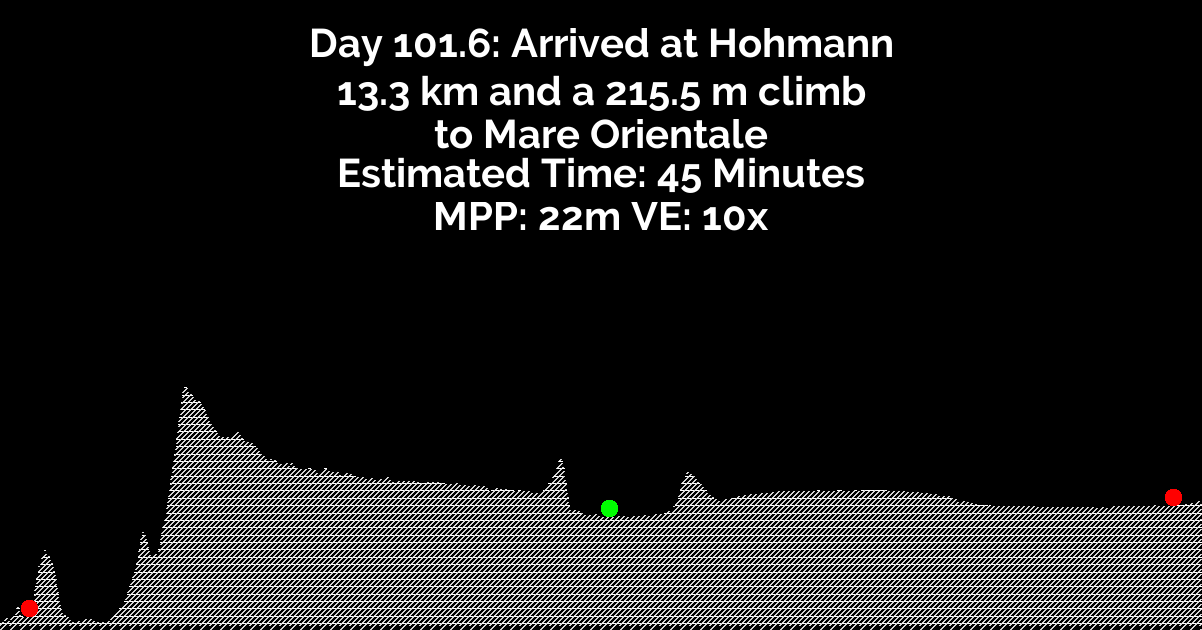 Day 101.6: Arrived at Hohmann
13.3 km and a 215.5 m climb
to Mare Orientale
Estimated Time: 45 Minutes
MPP: 22m VE: 10x